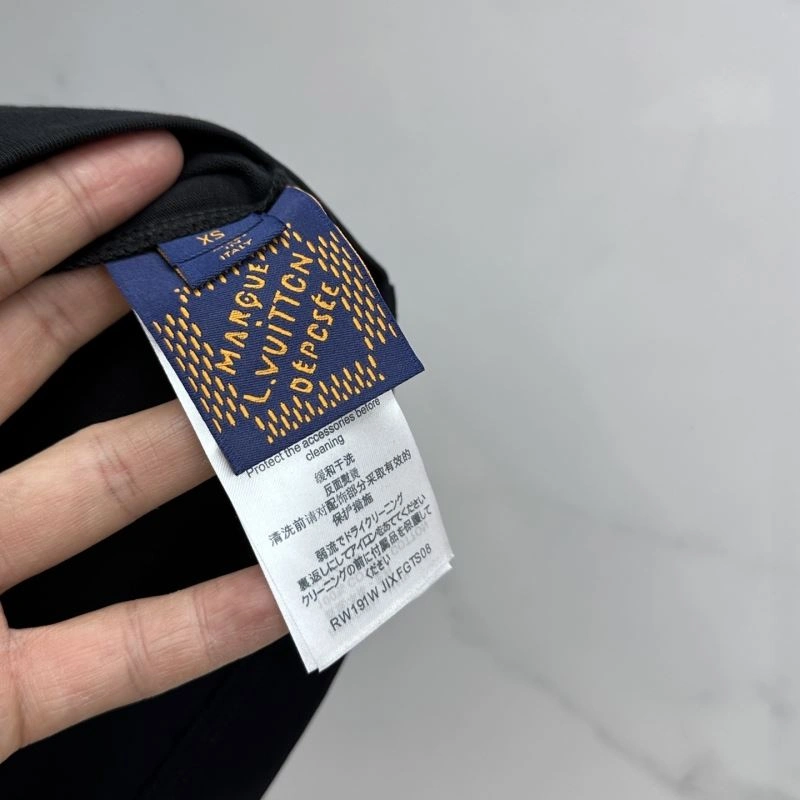 XS
ITALY
MARQUE
L.VUITTON
DEPOSÉE
Protect the accessories before
cleaning
缓和干洗
反面熨烫
清洗前请对配饰部分采取有效的
保护措施
弱流でドライクリーニング
裏返しにしてアイロンをあててください
クリーニングの前に付属品を保護して
ください
RW191W JIXFGTS08